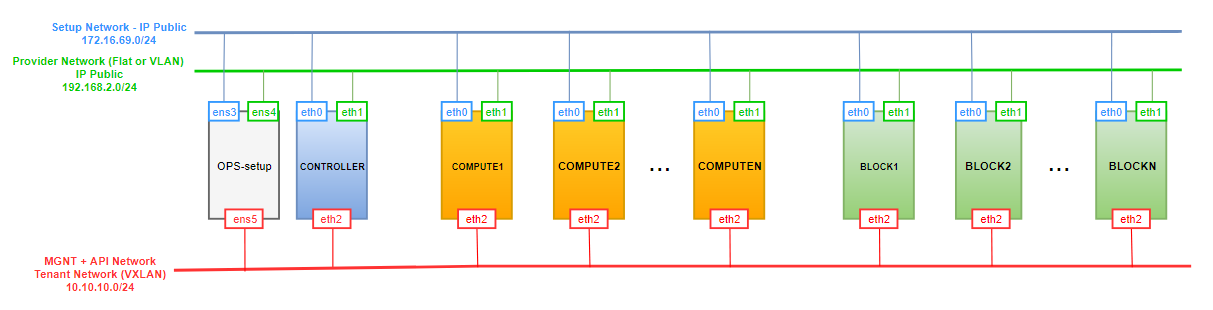 Setup Network - IP Public
172.16.69.0/24
Provider Network (Flat or VLAN)
IP Public
192.168.2.0/24
ens3 ens4 eth0 eth1 eth0 eth1 eth0 eth1 eth0 eth1 eth0 eth1 eth0 eth1 eth0 eth1
OPS-setup CONTROLLER COMPUTE1 COMPUTE2 ... COMPUTEN BLOCK1 BLOCK2 ... BLOCKN
ens5 eth2 eth2 eth2 eth2 eth2 eth2 eth2
MGNT + API Network
Tenant Network (VXLAN)
10.10.10.0/24